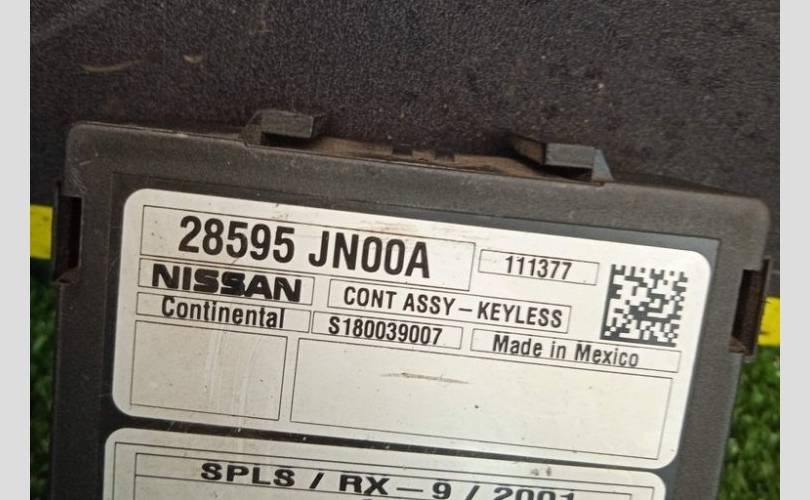 28595 JN00A 111377
NISSAN CONT ASSY – KEYLESS
Continental S180039007 Made in Mexico
SPLS / RX – 9 / 2001